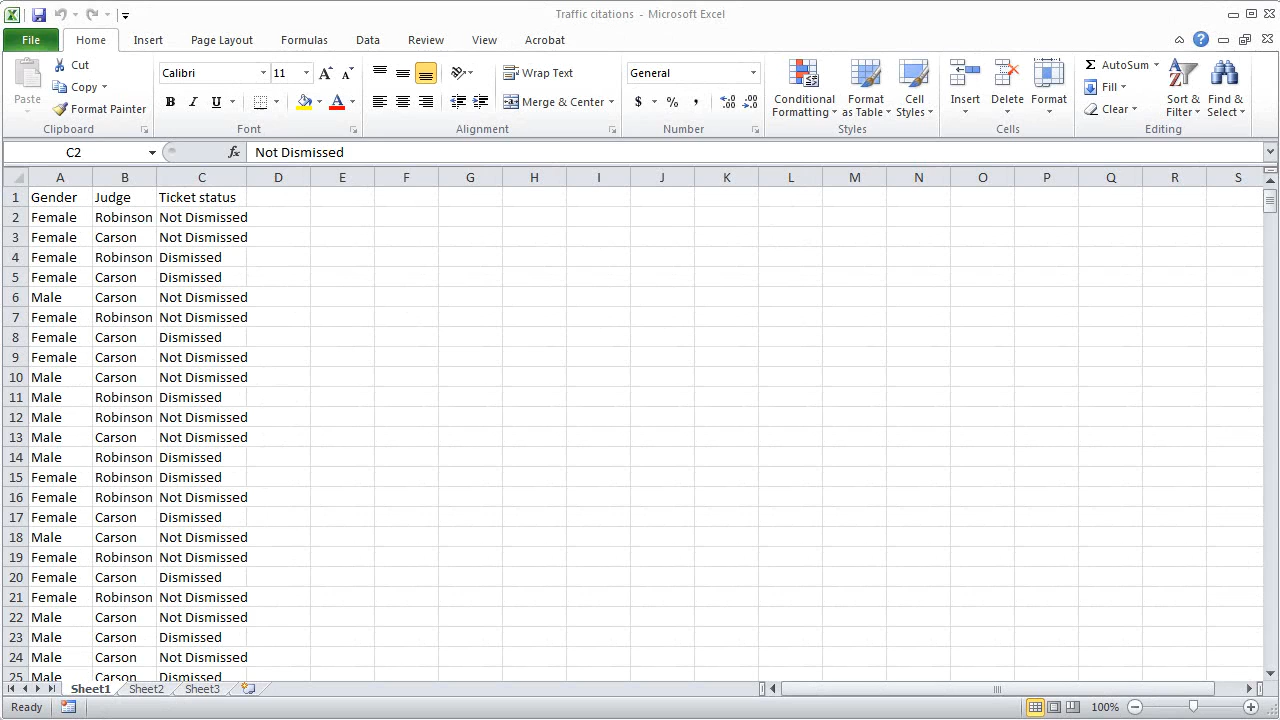 Traffic citations - Microsoft Excel
File Home Insert Page Layout Formulas Data Review View Acrobat
Paste
Cut
Copy
Format Painter
Clipboard
Calibri 11
B I U
Font
Wrap Text
Merge & Center
Alignment
General
$ % ,
Number
Conditional Formatting
Format as Table
Cell Styles
Styles
Insert Delete Format
Cells
AutoSum
Fill
Clear
Sort & Filter
Find & Select
Editing
C2 fx Not Dismissed
A B C D E F G H I J K L M N O P Q R S
1 Gender Judge Ticket status
2 Female Robinson Not Dismissed
3 Female Carson Not Dismissed
4 Female Robinson Dismissed
5 Female Carson Dismissed
6 Male Carson Not Dismissed
7 Female Robinson Not Dismissed
8 Female Carson Dismissed
9 Female Carson Not Dismissed
10 Male Carson Not Dismissed
11 Male Robinson Dismissed
12 Male Robinson Not Dismissed
13 Male Carson Not Dismissed
14 Male Robinson Dismissed
15 Female Robinson Dismissed
16 Female Robinson Not Dismissed
17 Female Carson Dismissed
18 Male Carson Not Dismissed
19 Female Robinson Not Dismissed
20 Female Carson Dismissed
21 Female Robinson Not Dismissed
22 Male Carson Not Dismissed
23 Male Carson Dismissed
24 Male Carson Not Dismissed
25 Male Carson Dismissed
Sheet1 Sheet2 Sheet3
Ready 100%